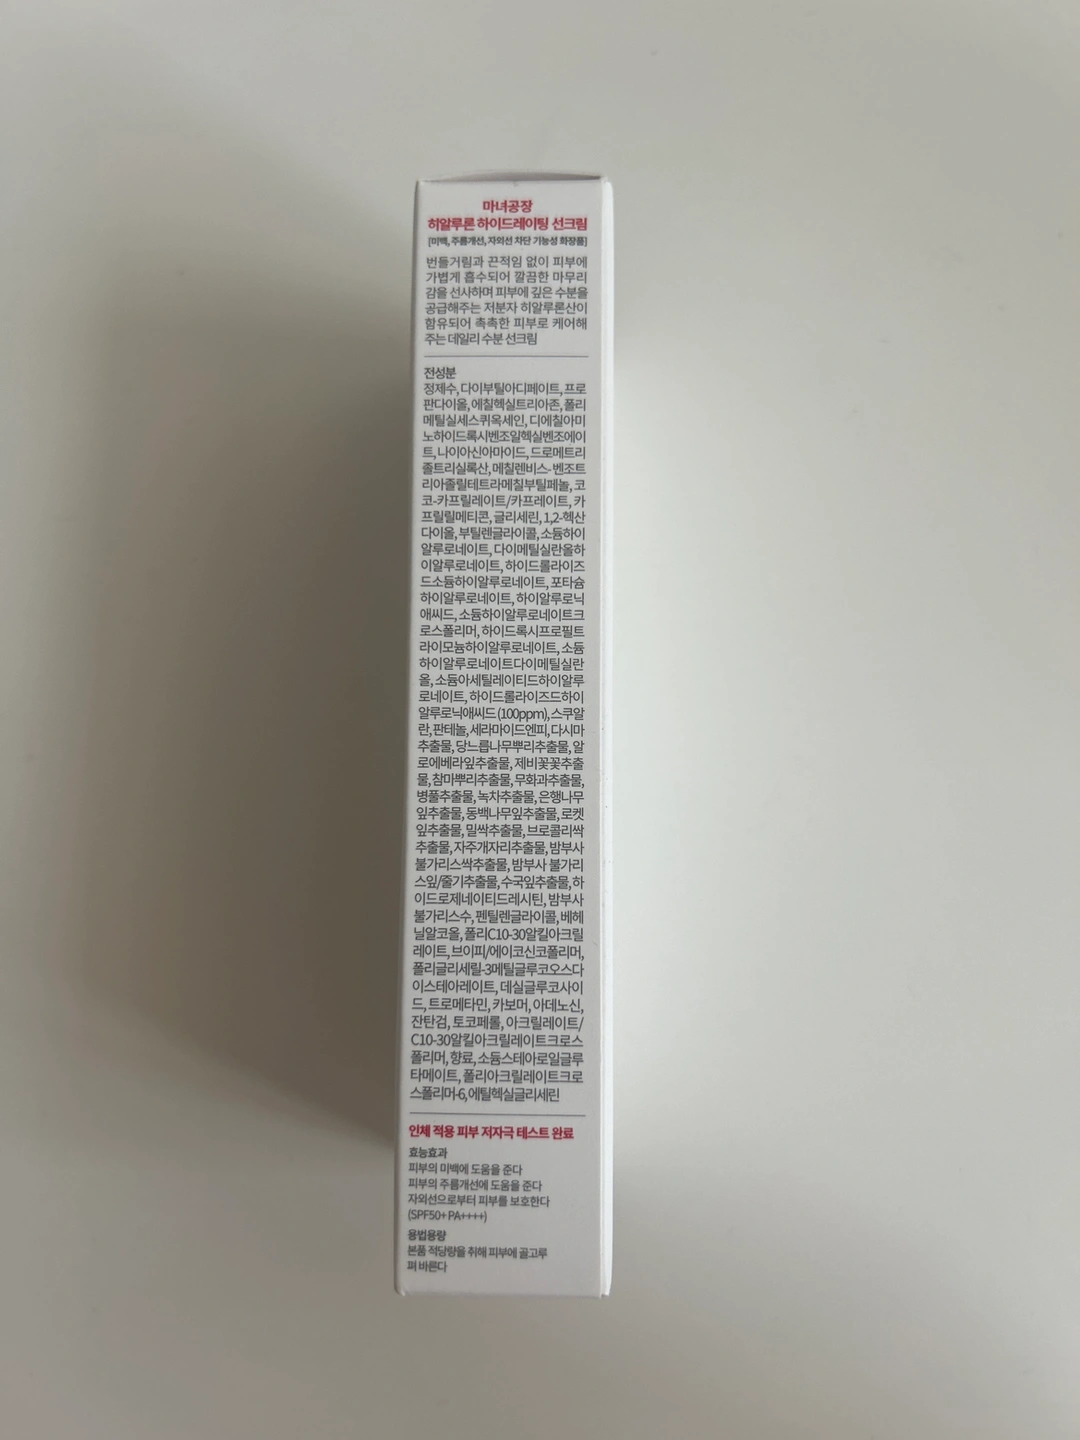 마녀공장
히알루론 하이드레이팅 선크림
[미백, 주름개선, 자외선 차단 기능성 화장품]
번들거림과 끈적임 없이 피부에
가볍게 흡수되어 깔끔한 마무리
감을 선사하며 피부에 깊은 수분을
공급해주는 저분자 히알루론산이
함유되어 촉촉한 피부로 케어해
주는 데일리 수분 선크림
전성분
정제수, 다이부틸아디페이트, 프로
판다이올, 에칠헥실트리아존, 폴리
메틸실세스퀴옥세인, 디에칠아미
노하이드록시벤조일헥실벤조에이
트, 나이아신아마이드, 드로메트리
졸트리실록산, 메칠렌비스-벤조트
리아졸릴테트라메칠부틸페놀, 코
코-카프릴레이트/카프레이트, 카
프릴릴메티콘, 글리세린, 1,2-헥산
다이올, 부틸렌글라이콜, 소듐하이
알루로네이트, 다이메틸실란올하
이알루로네이트, 하이드롤라이즈
드소듐하이알루로네이트, 포타슘
하이알루로네이트, 하이알루로닉
애씨드, 소듐하이알루로네이트크
로스폴리머, 하이드록시프로필트
라이모늄하이알루로네이트, 소듐
하이알루로네이트다이메틸실란
올, 소듐아세틸레이티드하이알루
로네이트, 하이드롤라이즈드하이
알루로닉애씨드 (100ppm), 스쿠알
란, 판테놀, 세라마이드엔피, 다시마
추출물, 당느릅나무뿌리추출물, 알
로에베라잎추출물, 제비꽃꽃추출
물, 참마뿌리추출물, 무화과추출물,
병풀추출물, 녹차추출물, 은행나무
잎추출물, 동백나무잎추출물, 로켓
잎추출물, 밀싹추출물, 브로콜리싹
추출물, 자주개자리추출물, 밤부사
불가리스싹추출물, 밤부사 불가리
스잎/줄기추출물, 수국잎추출물, 하
이드로제네이티드레시틴, 밤부사
불가리스수, 펜틸렌글라이콜, 베헤
닐알코올, 폴리C10-30알킬아크릴
레이트, 브이피/에이코신코폴리머,
폴리글리세릴-3메틸글루코오스다
이스테아레이트, 데실글루코사이
드, 트로메타민, 카보머, 아데노신,
잔탄검, 토코페롤, 아크릴레이트/
C10-30알킬아크릴레이트크로스
폴리머, 향료, 소듐스테아로일글루
타메이트, 폴리아크릴레이트크로
스폴리머-6, 에틸헥실글리세린
인체 적용 피부 저자극 테스트 완료
효능효과
피부의 미백에 도움을 준다
피부의 주름개선에 도움을 준다
자외선으로부터 피부를 보호한다
(SPF50+ PA++++)
용법용량
본품 적당량을 취해 피부에 골고루
펴 바른다